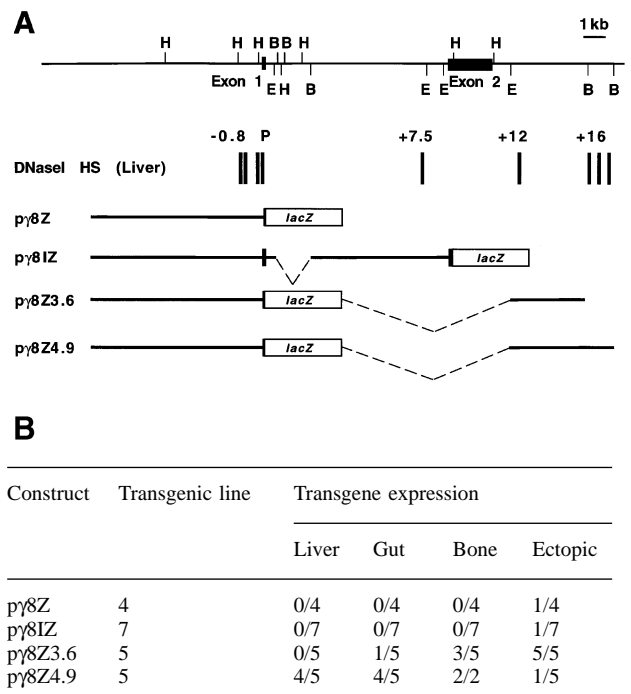 A
1 kb
H H H B B H H H
Exon 1 E H B E E Exon 2 E B B
-0.8 P +7.5 +12 +16
DNaseI HS (Liver)
pγ8Z lacZ
pγ8IZ lacZ
pγ8Z3.6 lacZ
pγ8Z4.9 lacZ
B
Construct Transgenic line Transgene expression
Liver Gut Bone Ectopic
pγ8Z 4 0/4 0/4 0/4 1/4
pγ8IZ 7 0/7 0/7 0/7 1/7
pγ8Z3.6 5 0/5 1/5 3/5 5/5
pγ8Z4.9 5 4/5 4/5 2/2 1/5